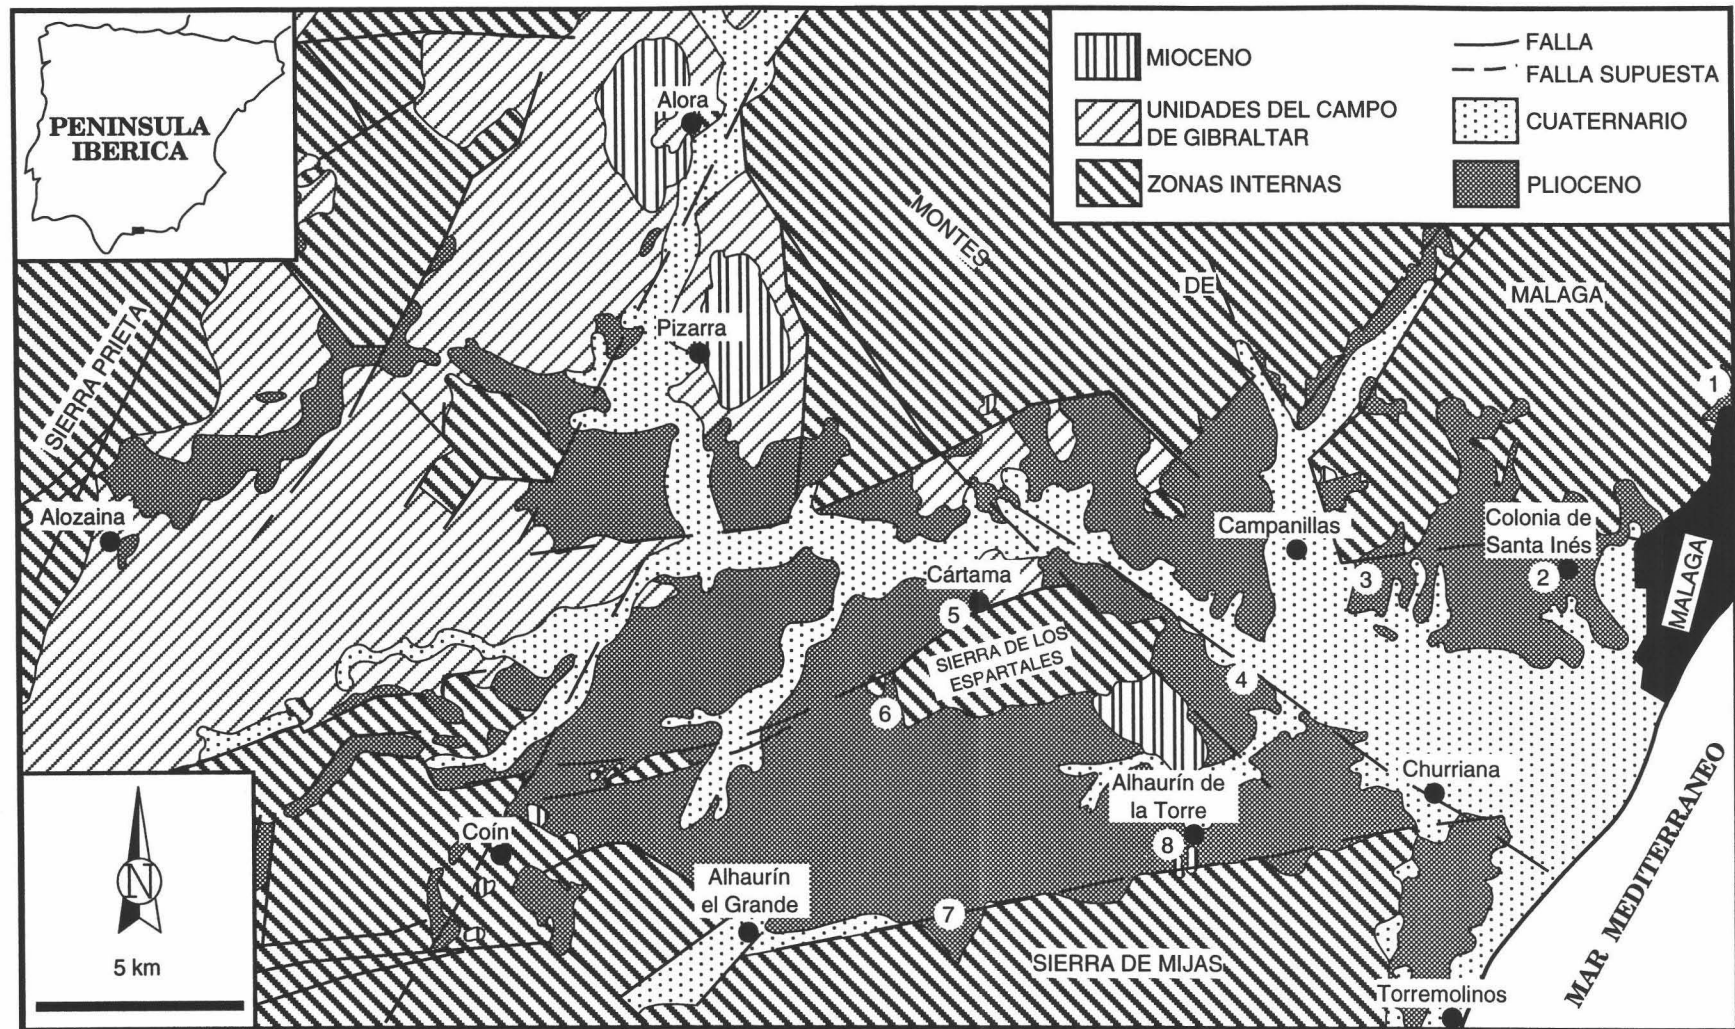 PENINSULA
IBERICA
MIOCENO
UNIDADES DEL CAMPO
DE GIBRALTAR
ZONAS INTERNAS
FALLA
FALLA SUPUESTA
CUATERNARIO
PLIOCENO
Alora
MONTES
DE
MALAGA
SIERRA PRIETA
Pizarra
1
Alozaina
Campanillas
Colonia de
Santa Inés
2
3
MALAGA
Cártama
5
SIERRA DE LOS
ESPARTALES
4
6
Churriana
Alhaurín de
la Torre
8
Coín
Alhaurín
el Grande
7
SIERRA DE MIJAS
MAR MEDITERRANEO
Torremolinos
N
5 km